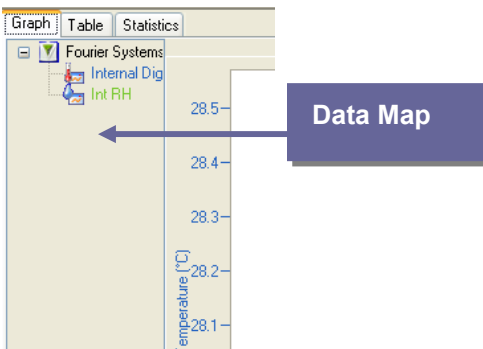 Graph Table Statistics
Fourier Systems
Internal Dig
Int RH
Data Map
28.5
28.4
28.3
28.2
28.1
emperature (°C)